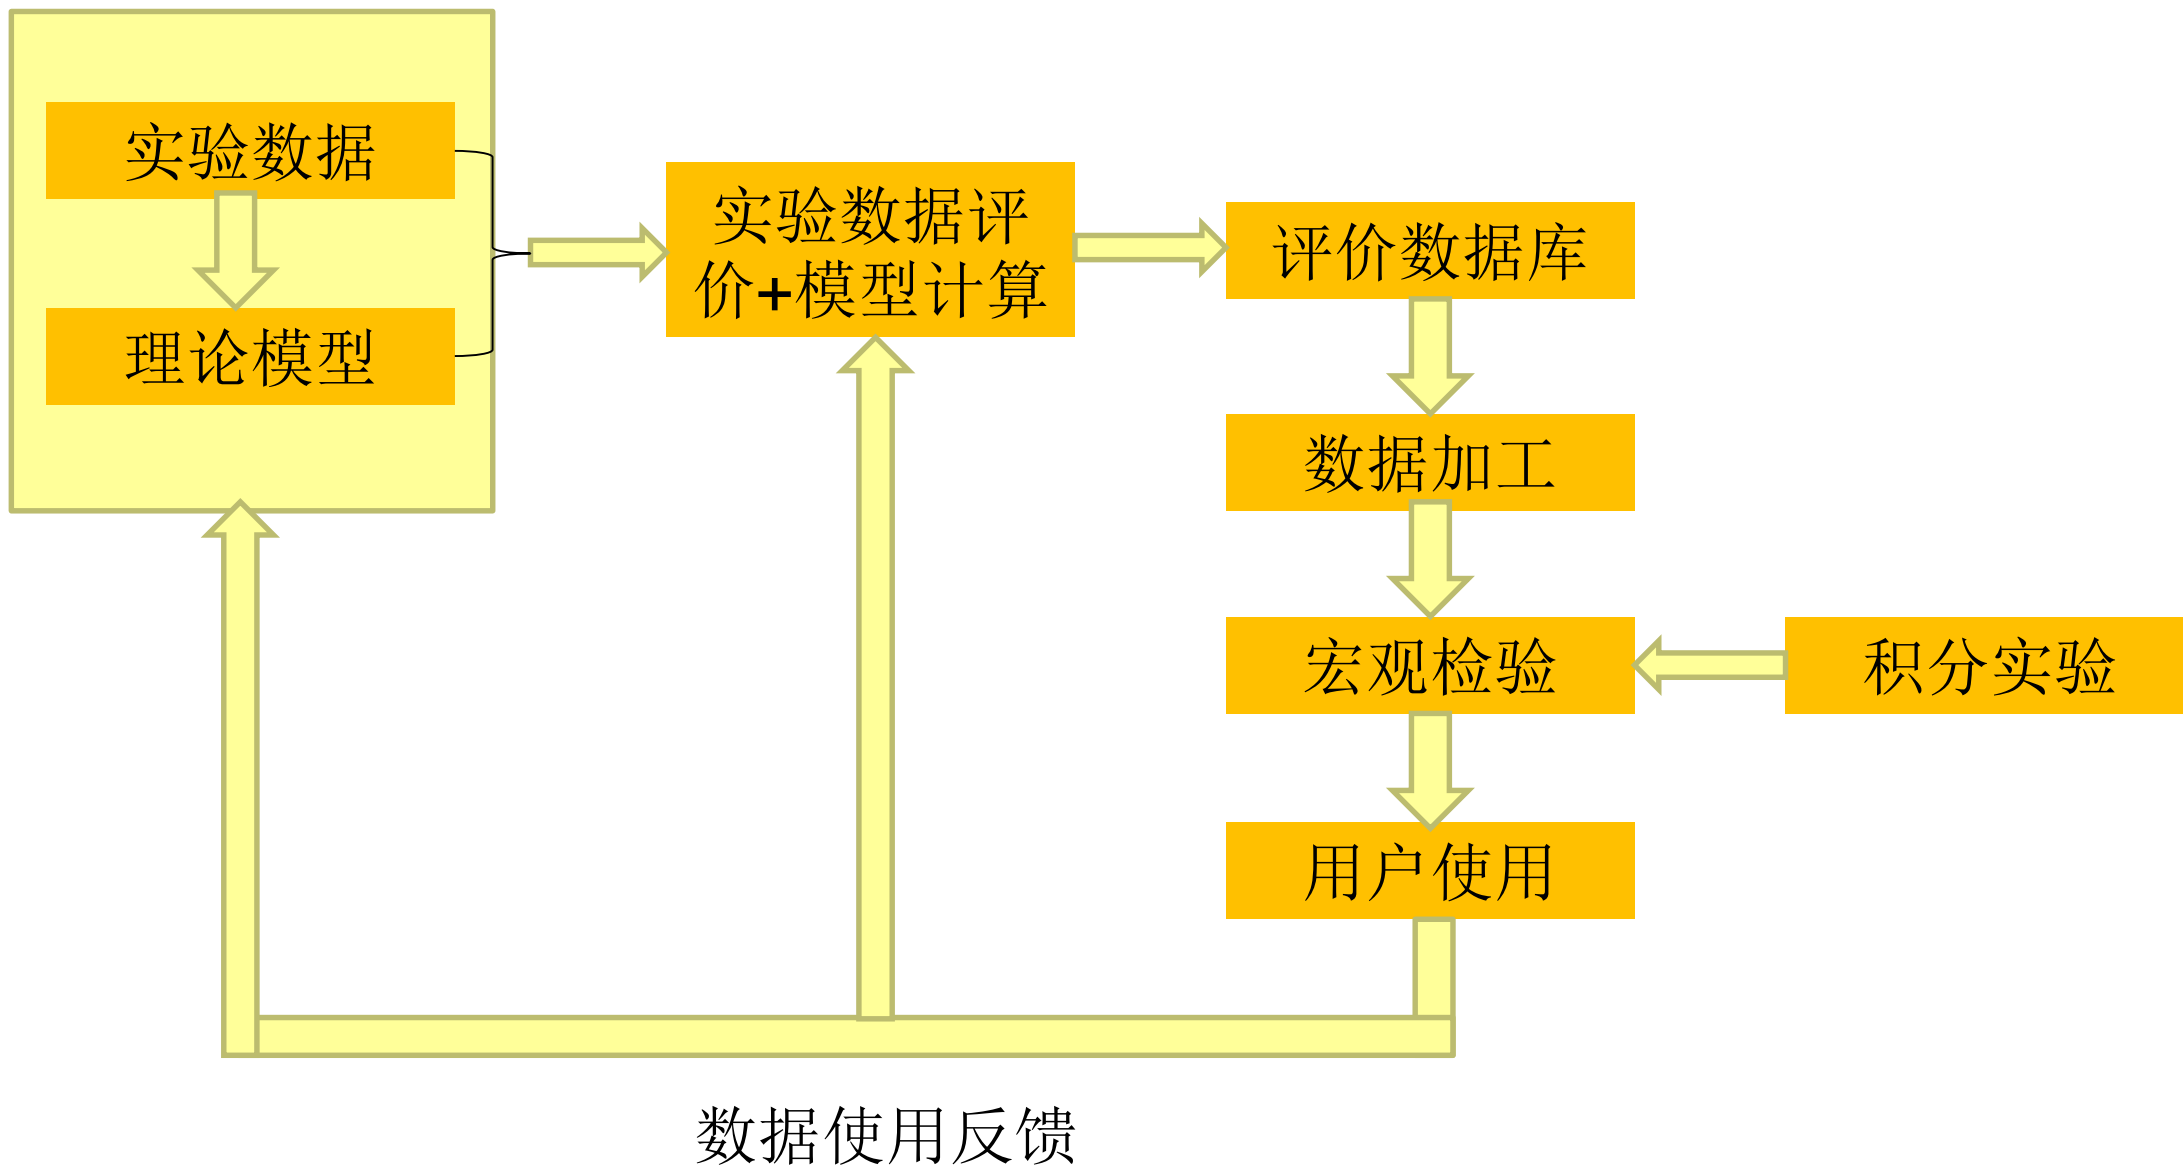 实验数据
理论模型
实验数据评
价+模型计算
评价数据库
数据加工
宏观检验
积分实验
用户使用
数据使用反馈